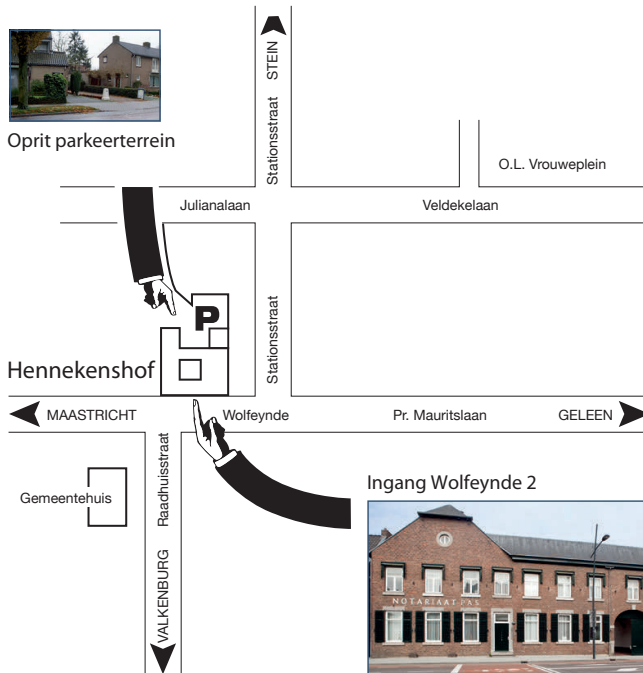 STEIN
Stationsstraat
Oprit parkeerterrein
O.L. Vrouweplein
Julianalaan
Veldekelaan
P
Stationsstraat
Hennekenshof
MAASTRICHT
Wolfeynde
Pr. Mauritslaan
GELEEN
Raadhuisstraat
Gemeentehuis
VALKENBURG
Ingang Wolfeynde 2
NOTARIAAT PAS